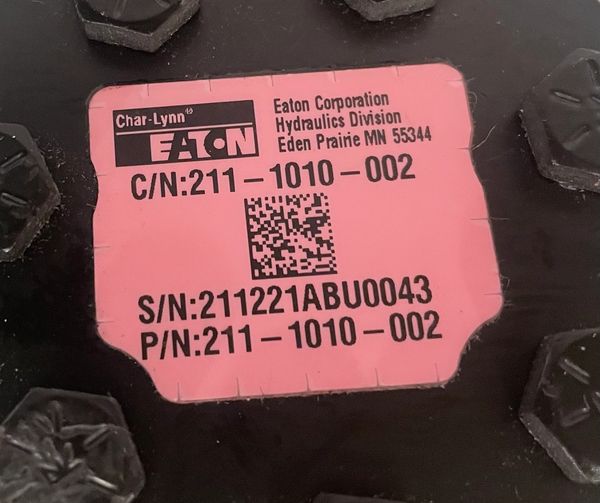 Char-Lynn®
EATON
Eaton Corporation
Hydraulics Division
Eden Prairie MN 55344
C/N:211-1010-002
S/N:211221ABU0043
P/N:211-1010-002